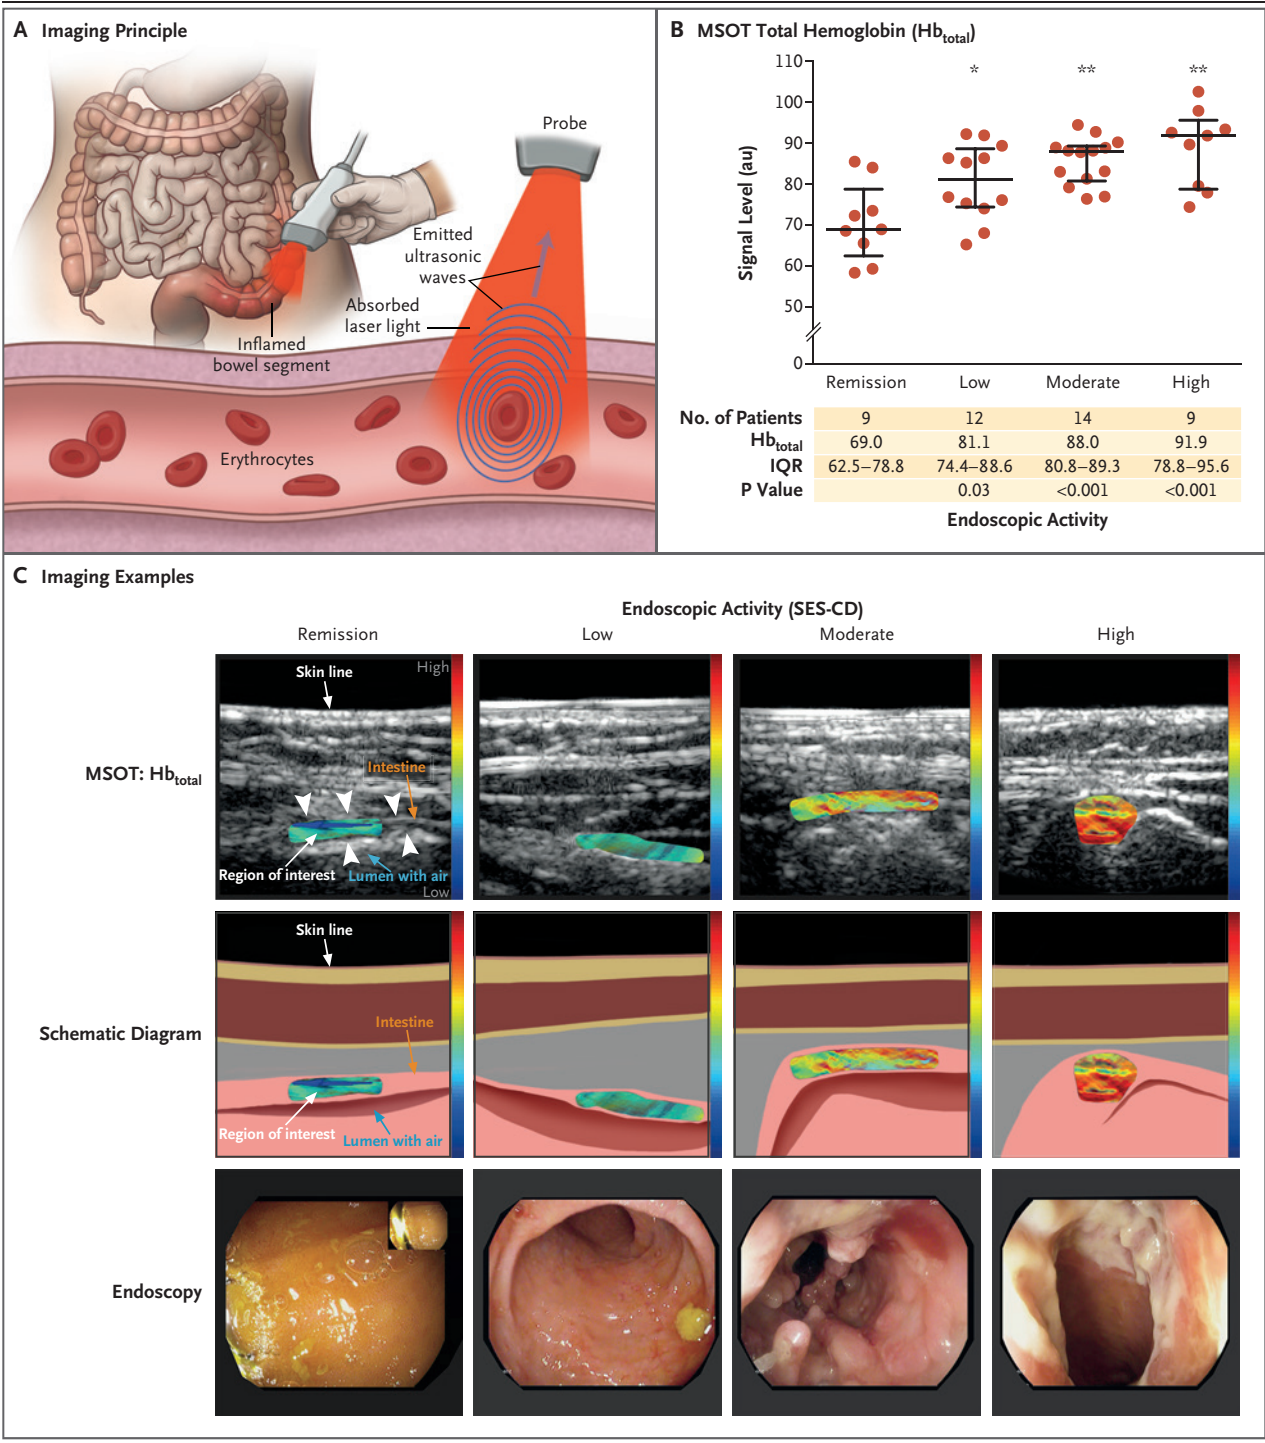 A Imaging Principle
Probe
Emitted
ultrasonic
waves
Absorbed
laser light
Inflamed
bowel segment
Erythrocytes
B MSOT Total Hemoglobin (Hbtotal)
Signal Level (au)
110
100
90
80
70
60
50
0
* ** **
Remission Low Moderate High
No. of Patients 9 12 14 9
Hbtotal 69.0 81.1 88.0 91.9
IQR 62.5–78.8 74.4–88.6 80.8–89.3 78.8–95.6
P Value 0.03 <0.001 <0.001
Endoscopic Activity
C Imaging Examples
Endoscopic Activity (SES-CD)
Remission Low Moderate High
MSOT: Hbtotal
High
Skin line
Intestine
Region of interest
Lumen with air
Low
Schematic Diagram
Skin line
Intestine
Region of interest
Lumen with air
Endoscopy